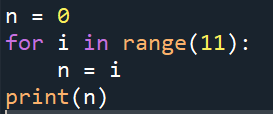 n = 0
for i in range(11):
    n = i
print(n)